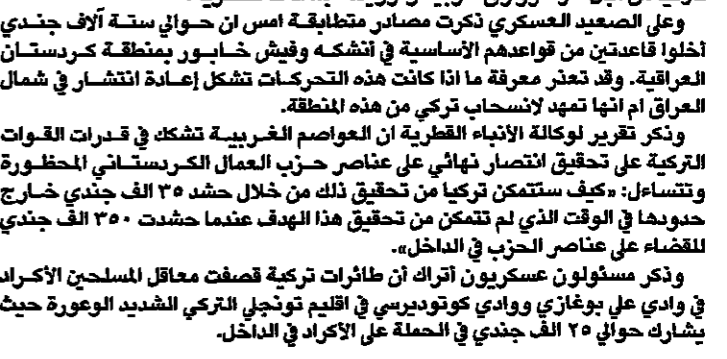 وعلى الصعيد العسكري ذكرت مصادر متطابقة امس ان حوالي ستة آلاف جندي
أخلوا قاعدتين من قواعدهم الأساسية في أنشكه وفيش خابور بمنطقة كردستان
العراقية. وقد تعذر معرفة ما اذا كانت هذه التحركات تشكل إعادة انتشار في شمال
العراق ام انها تمهد لإنسحاب تركي من هذه المنطقة.
وذكر تقرير لوكالة الأنباء القطرية ان العواصم الغربية تشكك في قدرات القوات
التركية على تحقيق انتصار نهائي على عناصر حزب العمال الكردستاني المحظورة
وتتساءل: «كيف ستتمكن تركيا من تحقيق ذلك من خلال حشد ٣٥ الف جندي خارج
حدودها في الوقت الذي لم تتمكن من تحقيق هذا الهدف عندما حشدت ٣٥٠ الف جندي
للقضاء على عناصر الحزب في الداخل».
وذكر مسئولون عسكريون أتراك أن طائرات تركية قصفت معاقل المسلحين الأكراد
في وادي علي بوغازي ووادي كوتوديرسي في اقليم تونجلي التركي الشديد الوعورة حيث
يشارك حوالي ٢٥ الف جندي في الحملة على الأكراد في الداخل.